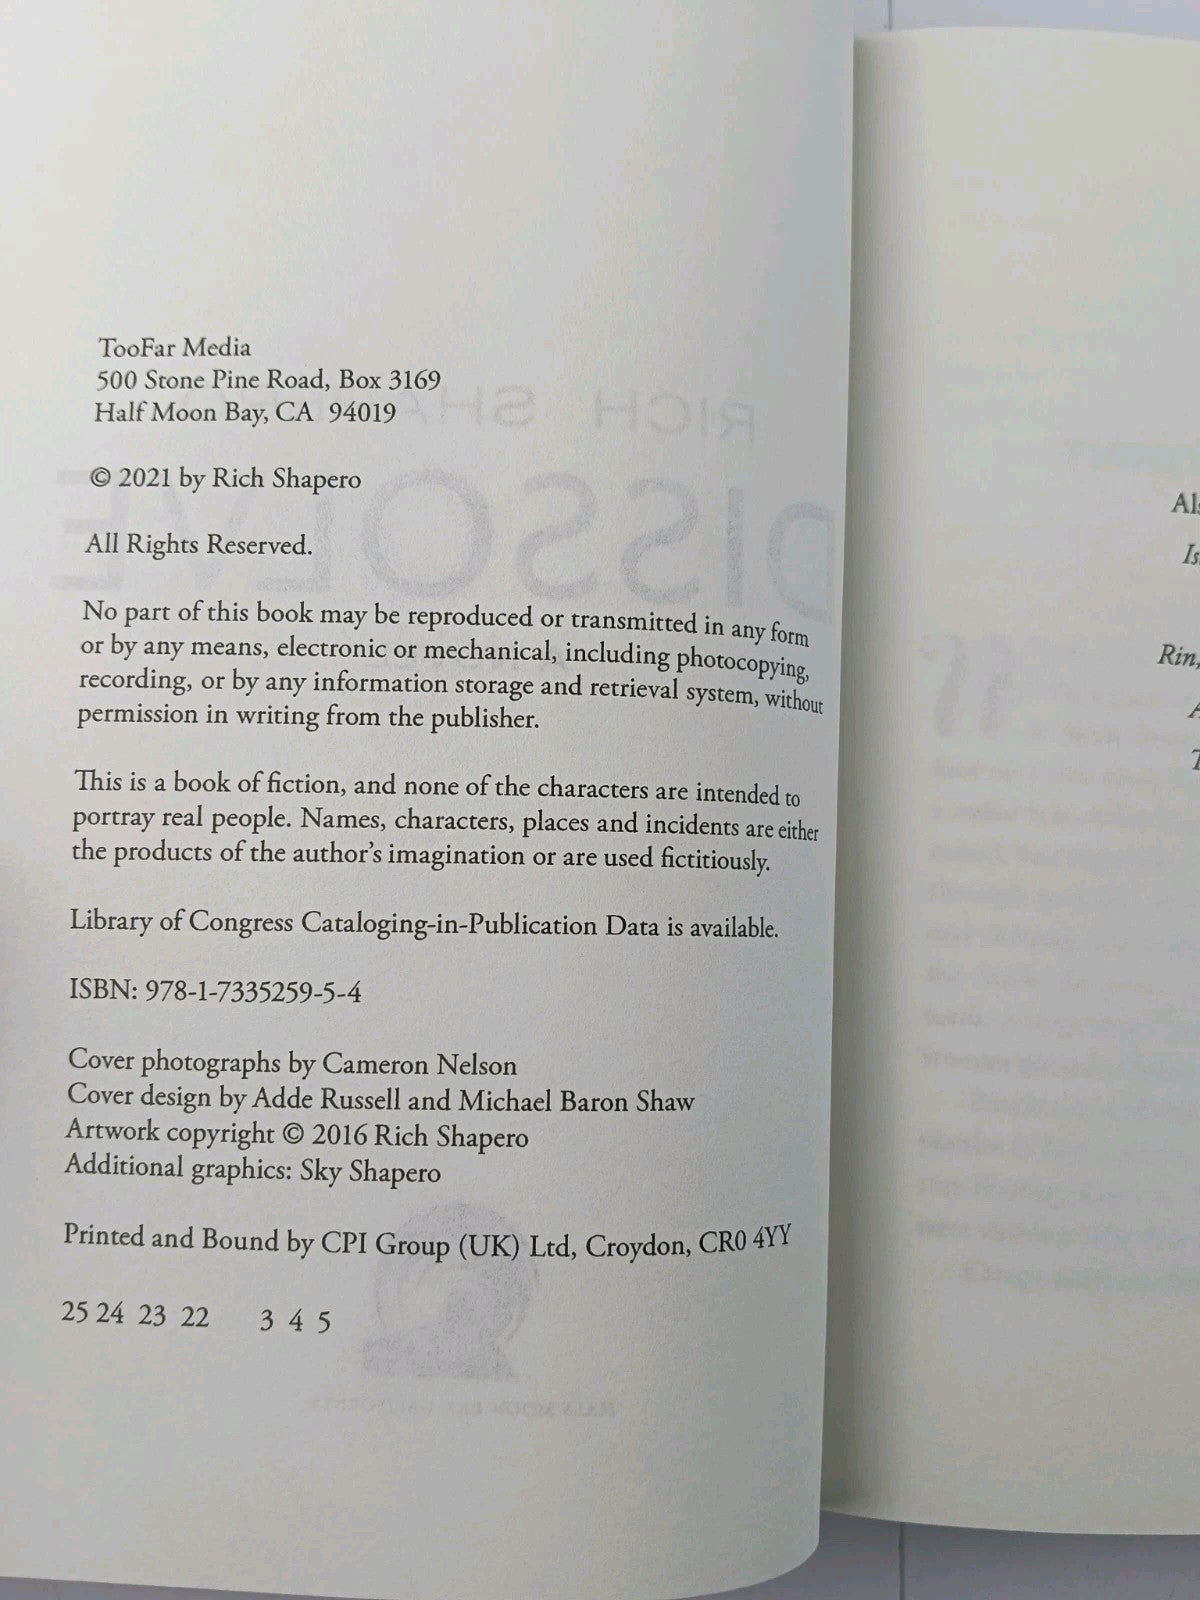 TooFar Media
500 Stone Pine Road, Box 3169
Half Moon Bay, CA 94019
© 2021 by Rich Shapero
All Rights Reserved.
No part of this book may be reproduced or transmitted in any form
or by any means, electronic or mechanical, including photocopying,
recording, or by any information storage and retrieval system, without
permission in writing from the publisher.
This is a book of fiction, and none of the characters are intended to
portray real people. Names, characters, places and incidents are either
the products of the author's imagination or are used fictitiously.
Library of Congress Cataloging-in-Publication Data is available.
ISBN: 978-1-7335259-5-4
Cover photographs by Cameron Nelson
Cover design by Adde Russell and Michael Baron Shaw
Artwork copyright © 2016 Rich Shapero
Additional graphics: Sky Shapero
Printed and Bound by CPI Group (UK) Ltd, Croydon, CR0 4YY
25 24 23 22 3 4 5
Rin,